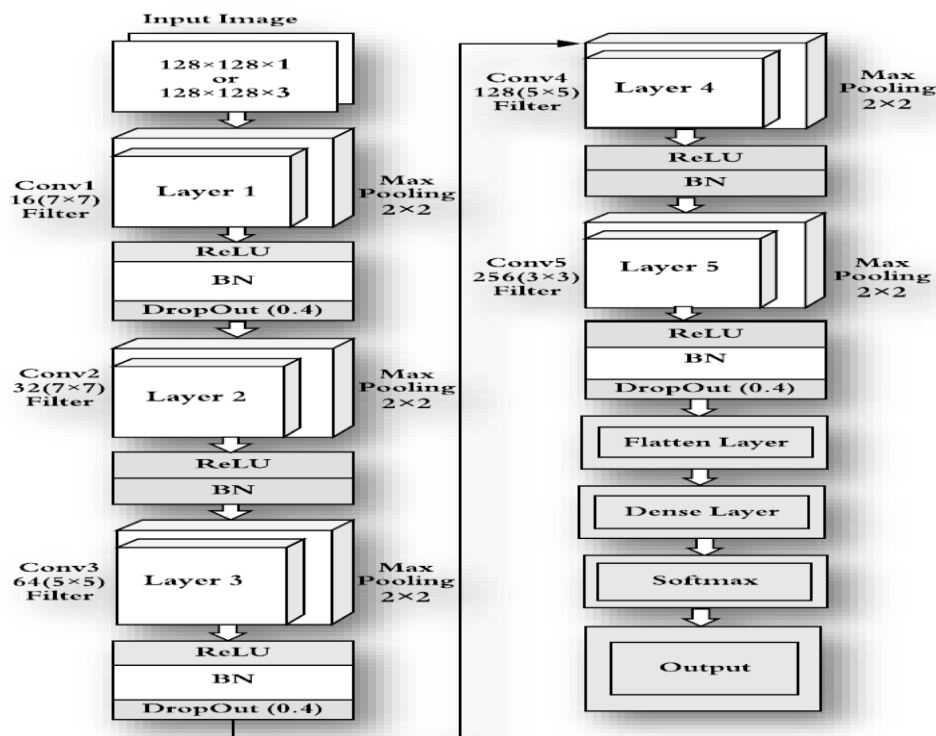 Input Image
128×128×1
or
128×128×3
Conv1
16(7×7)
Filter
Layer 1
Max
Pooling
2×2
ReLU
BN
DropOut (0.4)
Conv2
32(7×7)
Filter
Layer 2
Max
Pooling
2×2
ReLU
BN
Conv3
64(5×5)
Filter
Layer 3
Max
Pooling
2×2
ReLU
BN
DropOut (0.4)
Conv4
128(5×5)
Filter
Layer 4
Max
Pooling
2×2
ReLU
BN
Conv5
256(3×3)
Filter
Layer 5
Max
Pooling
2×2
ReLU
BN
DropOut (0.4)
Flatten Layer
Dense Layer
Softmax
Output